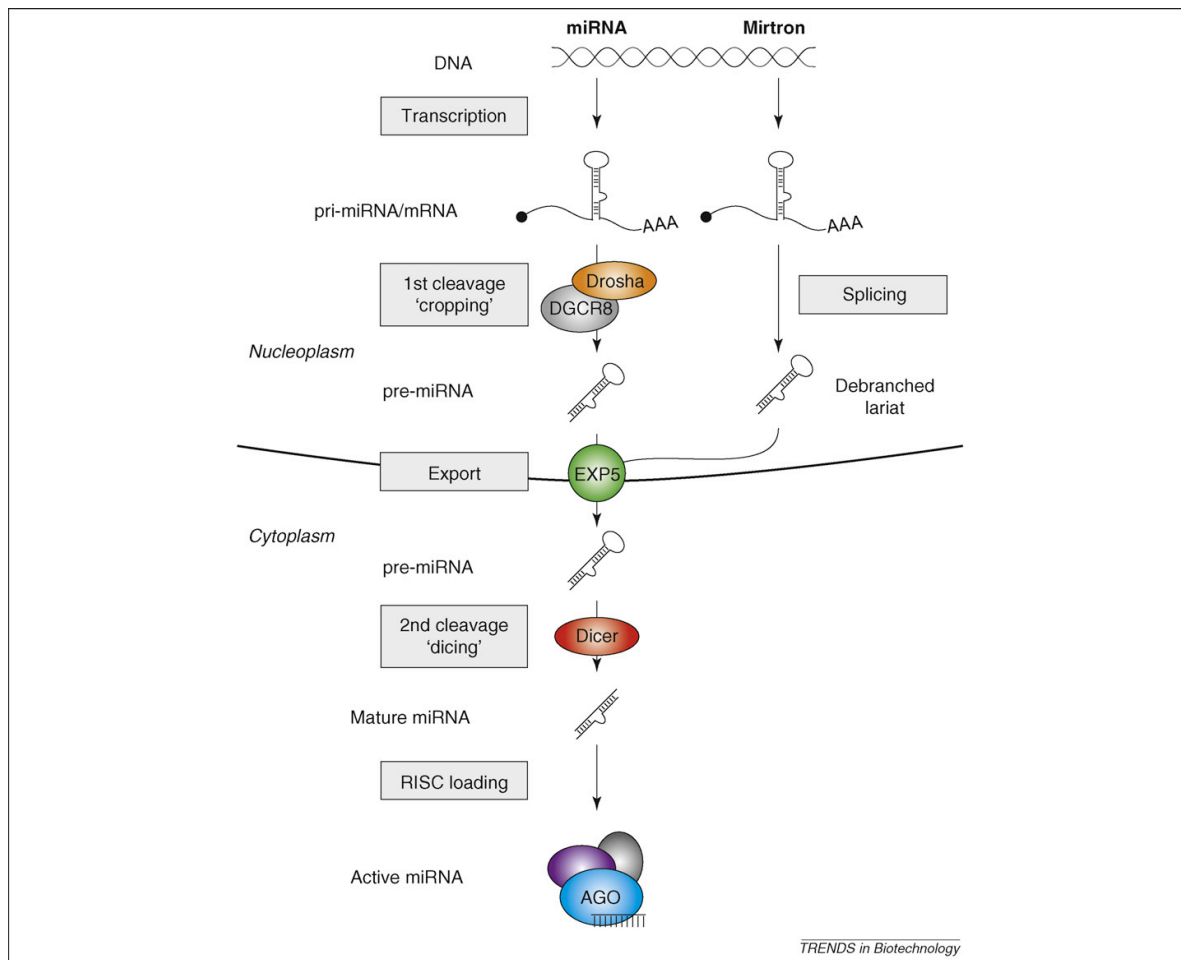 miRNA
Mirtron
DNA
Transcription
pri-miRNA/mRNA
AAA
AAA
1st cleavage
‘cropping’
Drosha
DGCR8
Splicing
Nucleoplasm
pre-miRNA
Debranched
lariat
Export
EXP5
Cytoplasm
pre-miRNA
2nd cleavage
‘dicing’
Dicer
Mature miRNA
RISC loading
Active miRNA
AGO
TRENDS in Biotechnology